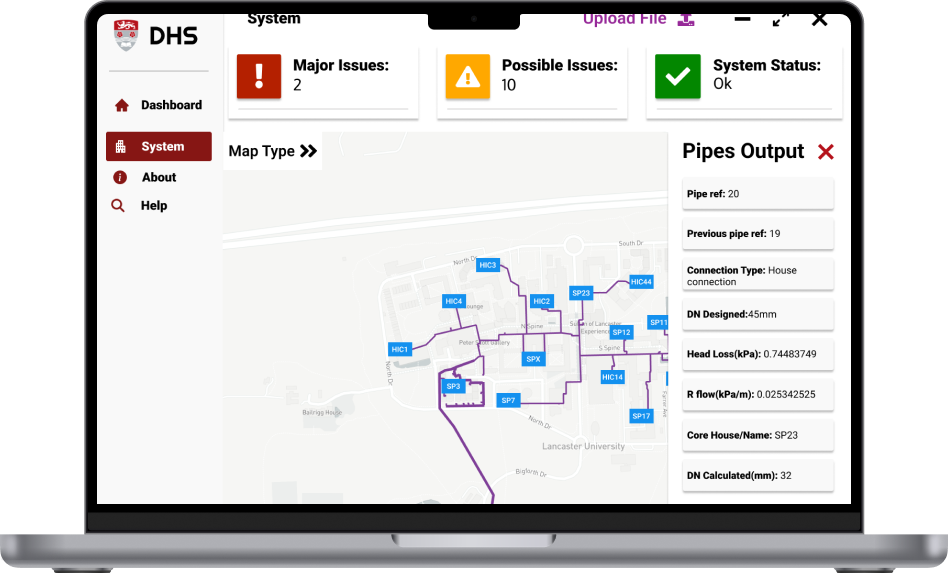 System
Upload File
DHS
Major Issues:
2
Possible Issues:
10
System Status:
Ok
Dashboard
System
About
Help
Map Type
Pipes Output
Pipe ref: 20
Previous pipe ref: 19
Connection Type: House
connection
DN Designed:45mm
Head Loss(kPa): 0.74483749
R flow(kPa/m): 0.025342525
Core House/Name: SP23
DN Calculated(mm): 32
South Dr
North Dr
HIC3
HIC44
SP23
HIC4
HIC2
N Spine
SP11
SP12
HIC1
S Spine
SPX
North Dr
HIC14
SP3
SP7
SP17
Bailrigg House
North Dr
Lancaster University
Bigforth Dr